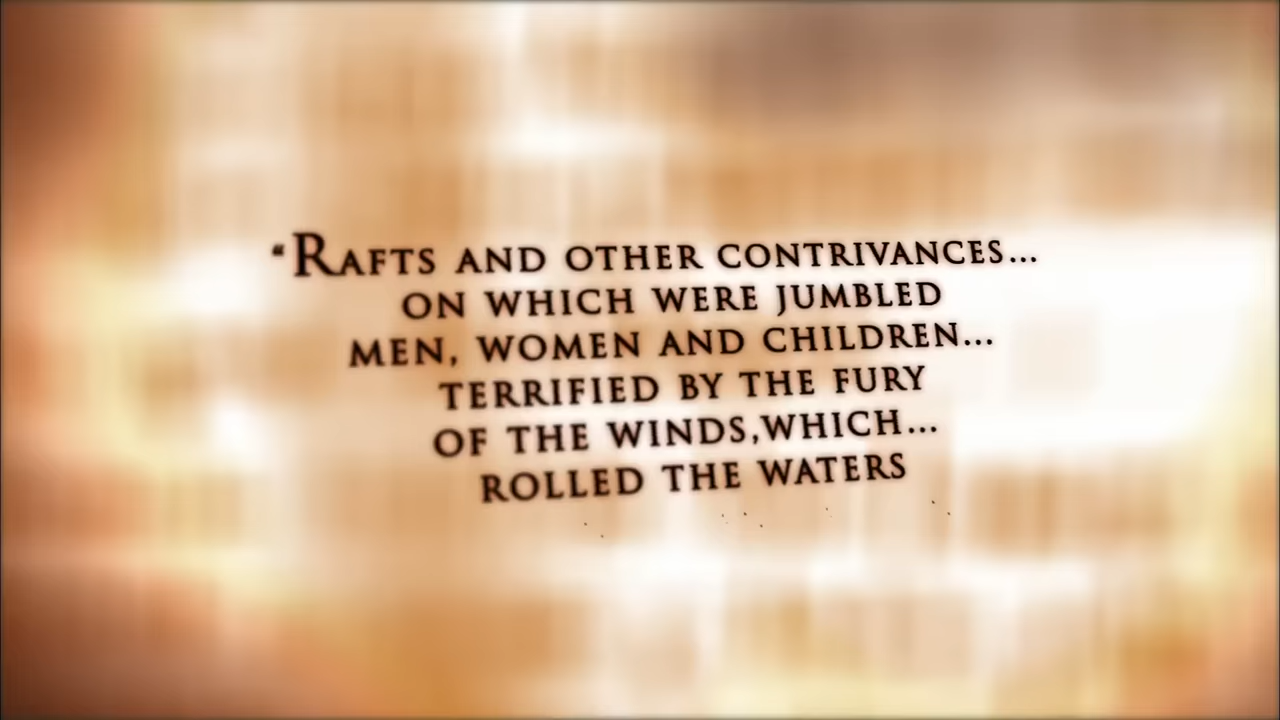 “RAFTS AND OTHER CONTRIVANCES...
ON WHICH WERE JUMBLED
MEN, WOMEN AND CHILDREN...
TERRIFIED BY THE FURY
OF THE WINDS,WHICH...
ROLLED THE WATERS